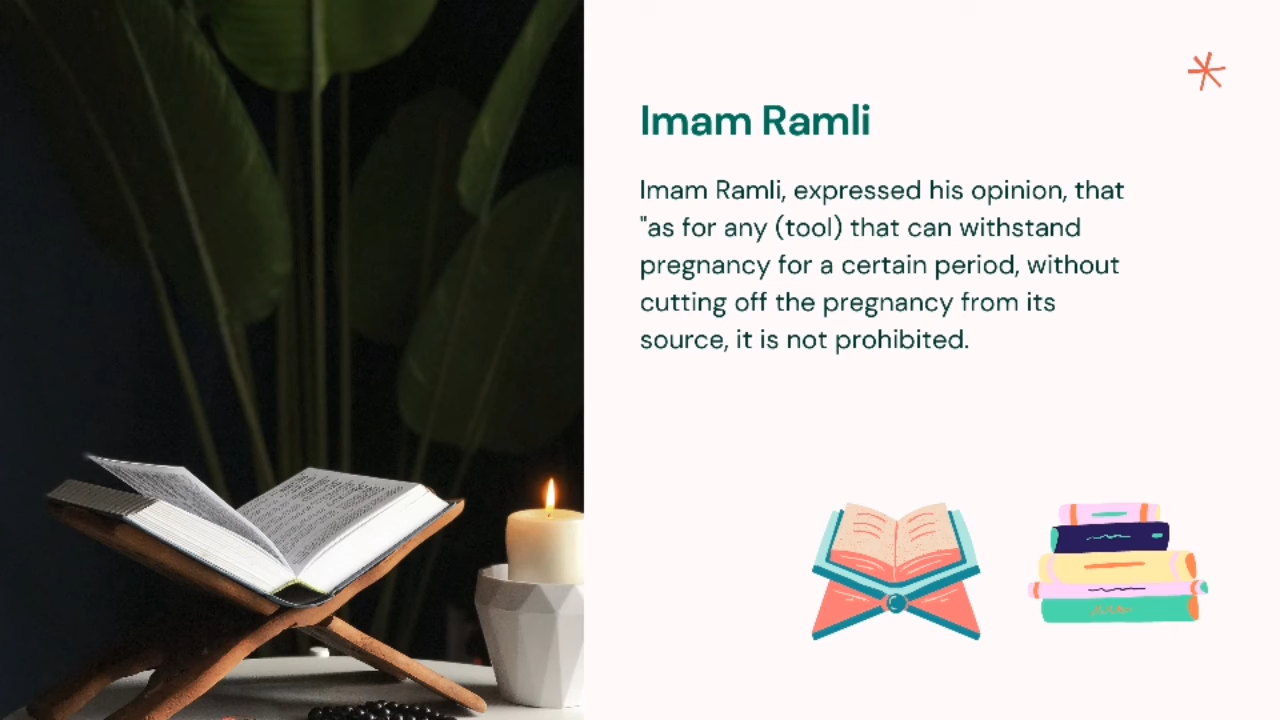 Imam Ramli
Imam Ramli, expressed his opinion, that
"as for any (tool) that can withstand
pregnancy for a certain period, without
cutting off the pregnancy from its
source, it is not prohibited.